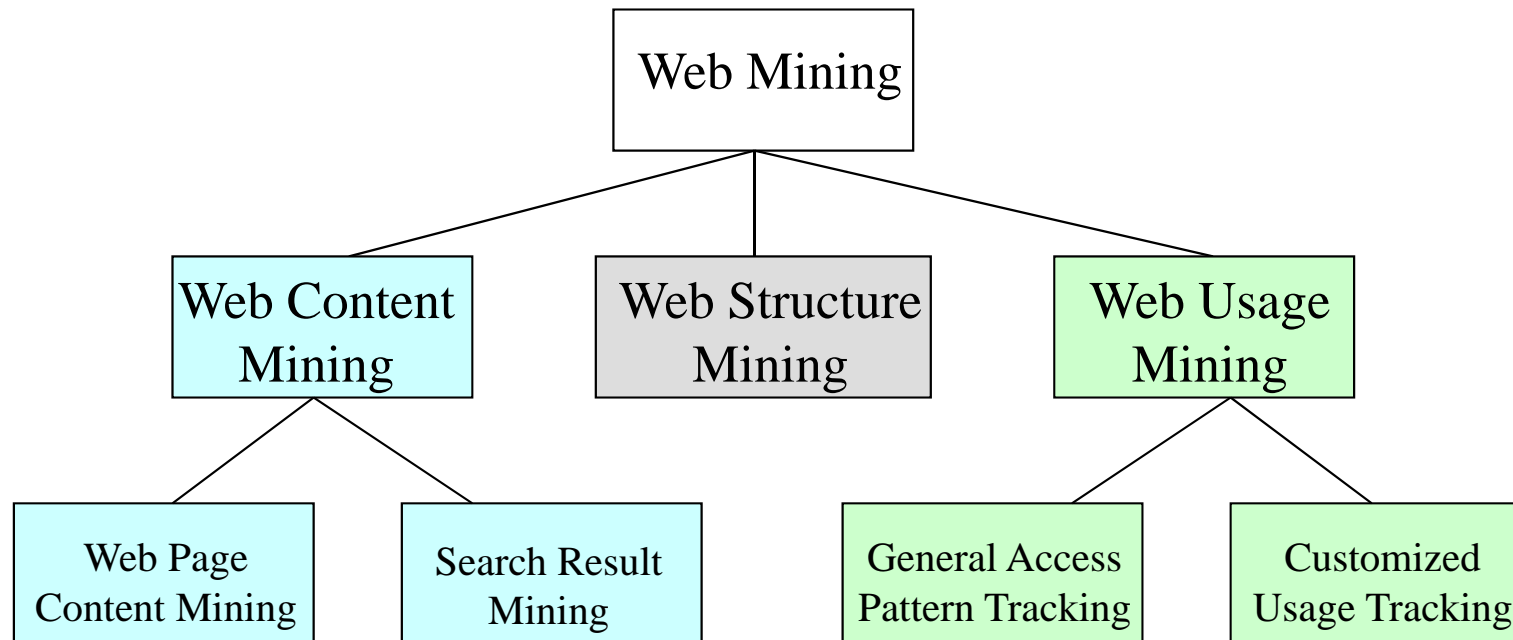 Web Mining
Web Content
Mining
Web Structure
Mining
Web Usage
Mining
Web Page
Content Mining
Search Result
Mining
General Access
Pattern Tracking
Customized
Usage Tracking